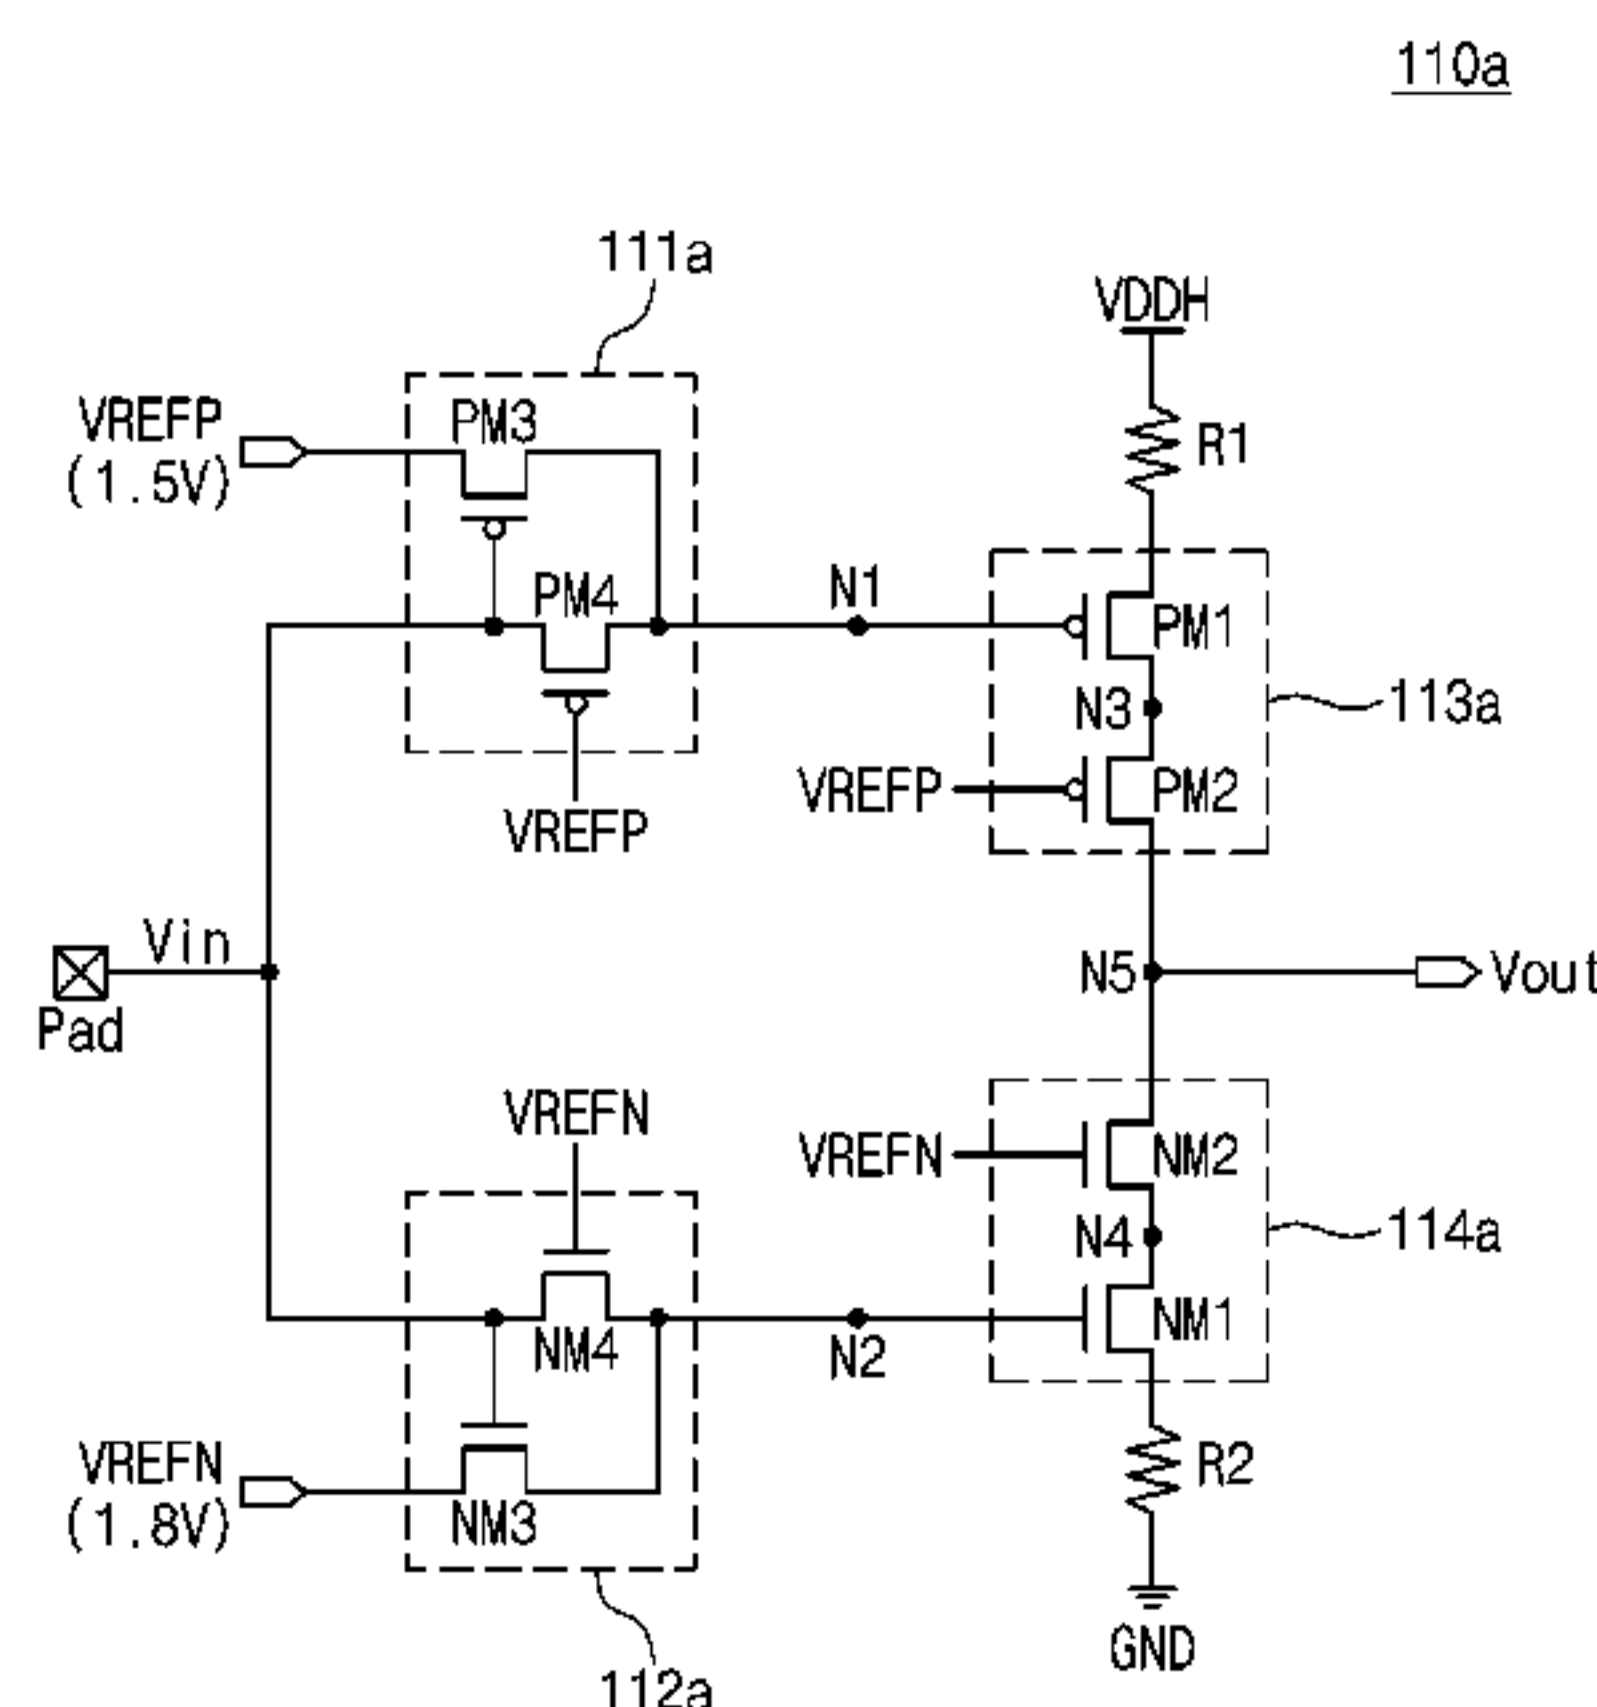 110a
111a
VDDH
VREFP
(1.5V)
PM3
R1
PM4
N1
PM1
N3
113a
VREFP
PM2
VREFP
Vin
Pad
N5
Vout
VREFN
VREFN
NM2
N4
114a
NM4
N2
NM1
VREFN
(1.8V)
NM3
R2
GND
112a